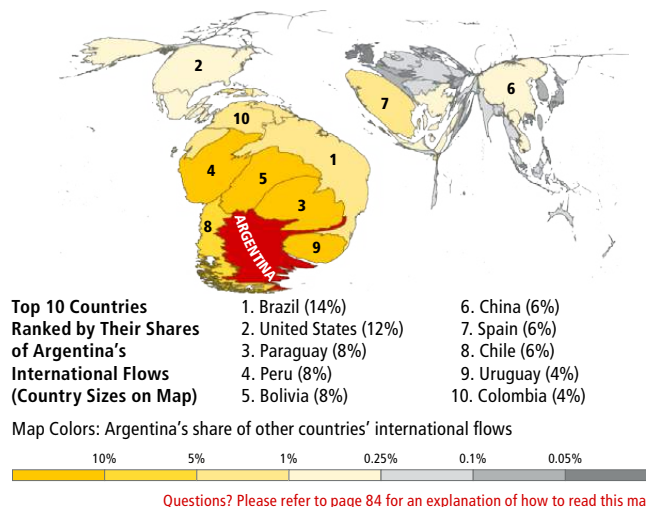 2
6
7
10
1
4
5
3
8
ARGENTINA
9
Top 10 Countries
Ranked by Their Shares
of Argentina's
International Flows
(Country Sizes on Map)
1. Brazil (14%)
2. United States (12%)
3. Paraguay (8%)
4. Peru (8%)
5. Bolivia (8%)
6. China (6%)
7. Spain (6%)
8. Chile (6%)
9. Uruguay (4%)
10. Colombia (4%)
Map Colors: Argentina's share of other countries' international flows
10% 5% 1% 0.25% 0.1% 0.05%
Questions? Please refer to page 84 for an explanation of how to read this ma